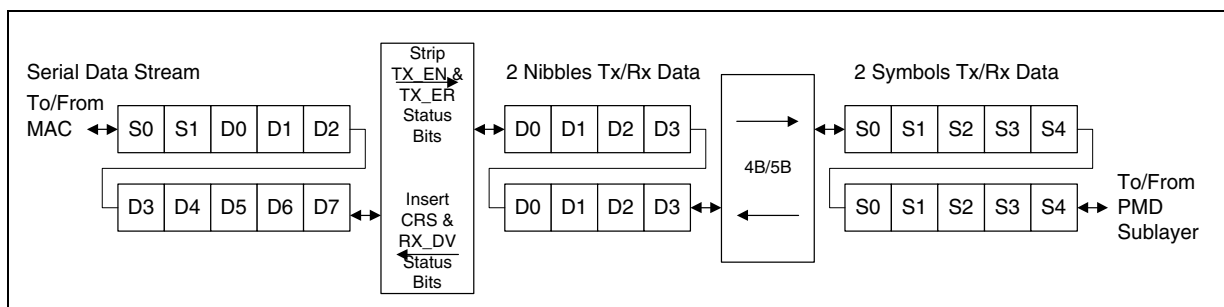 Serial Data Stream
To/From
MAC
S0 S1 D0 D1 D2
D3 D4 D5 D6 D7
Strip
TX_EN &
TX_ER
Status
Bits
Insert
CRS &
RX_DV
Status
Bits
2 Nibbles Tx/Rx Data
D0 D1 D2 D3
D0 D1 D2 D3
4B/5B
2 Symbols Tx/Rx Data
S0 S1 S2 S3 S4
S0 S1 S2 S3 S4
To/From
PMD
Sublayer